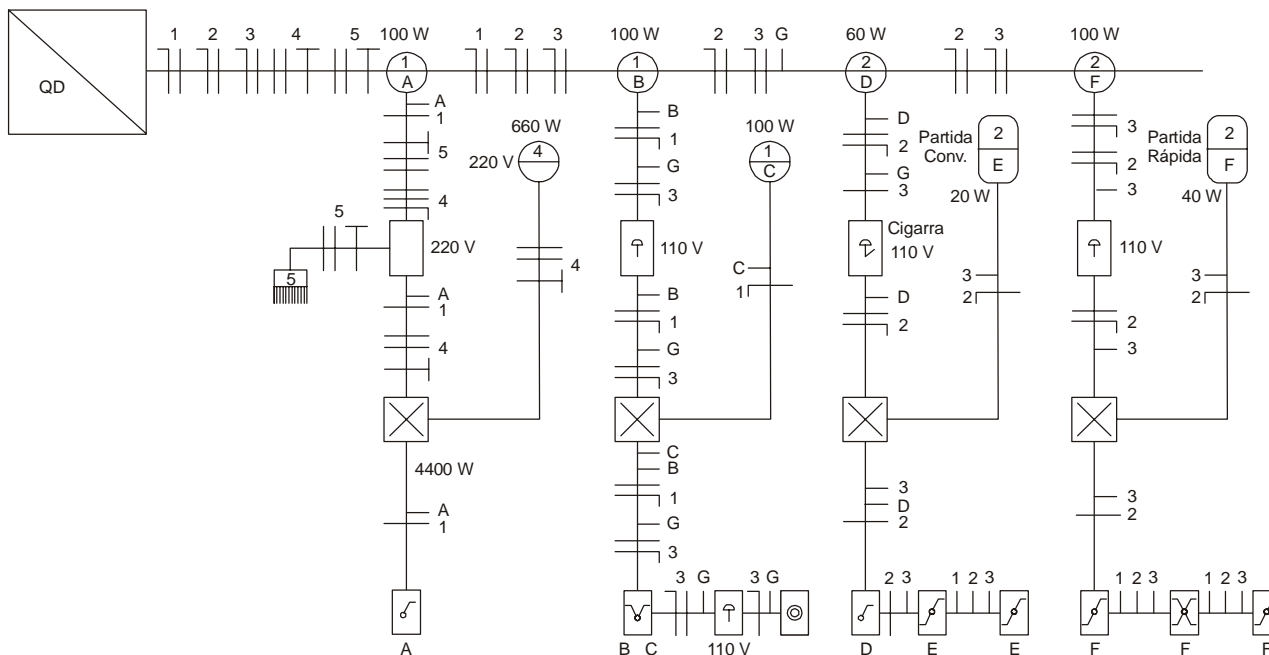 1 2 3 4 5 100 W 1 2 3 100 W 2 3 G 60 W 2 3 100 W
QD
1 A
1 B
2 D
2 F
A
1
5
4
5
5
220 V
A
1
4
4400 W
A
1
A
660 W
220 V
4
4
B
1
G
3
110 V
B
1
G
3
C
B
1
G
3
3 G 3 G
B C 110 V
100 W
1
C
C
1
D
2
G
3
Cigarra
110 V
D
2
3
D
2
2 3 1 2 3
D E E
Partida
Conv.
2
E
20 W
3
2
3
2
3
110 V
2
3
3
2
1 2 3 1 2 3
F F F
Partida
Rápida
2
F
40 W
3
2